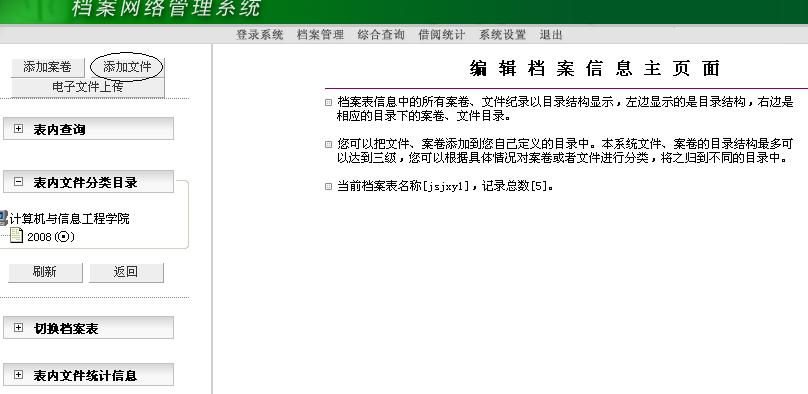 档案网络管理系统
登录系统 档案管理 综合查询 借阅统计 系统设置 退出
添加案卷 添加文件
电子文件上传
表内查询
表内文件分类目录
计算机与信息工程学院
2008(⊙)
刷新 返回
切换档案表
表内文件统计信息
编辑档案信息主页面
档案表信息中的所有案卷、文件纪录以目录结构显示，左边显示的是目录结构，右边是
相应的目录下的案卷、文件目录。
您可以把文件、案卷添加到您自己定义的目录中。本系统文件、案卷的目录结构最多可
以达到三级，您可以根据具体情况对案卷或者文件进行分类，将之归到不同的目录中。
当前档案表名称[jsjxy1]，记录总数[5]。